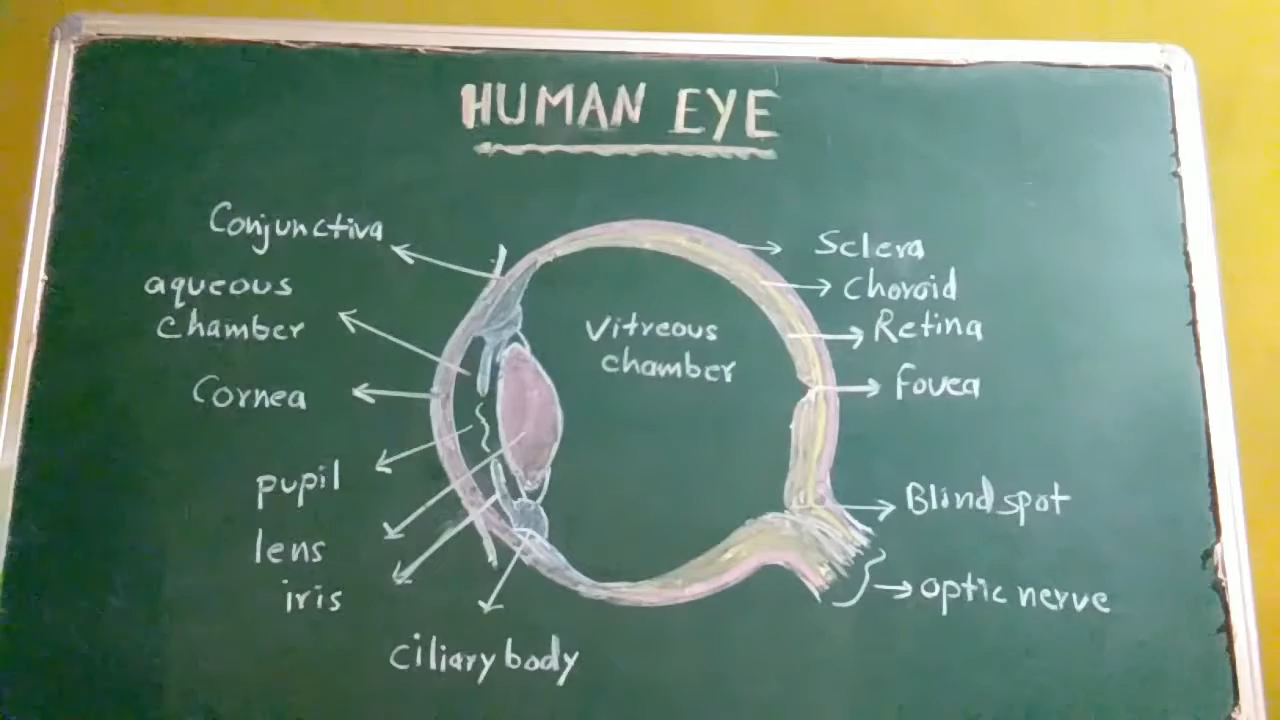 HUMAN EYE
Conjunctiva
aqueous
chamber
Cornea
pupil
lens
iris
ciliary body
Vitreous
chamber
Sclera
Choroid
Retina
Fovea
Blind spot
optic nerve